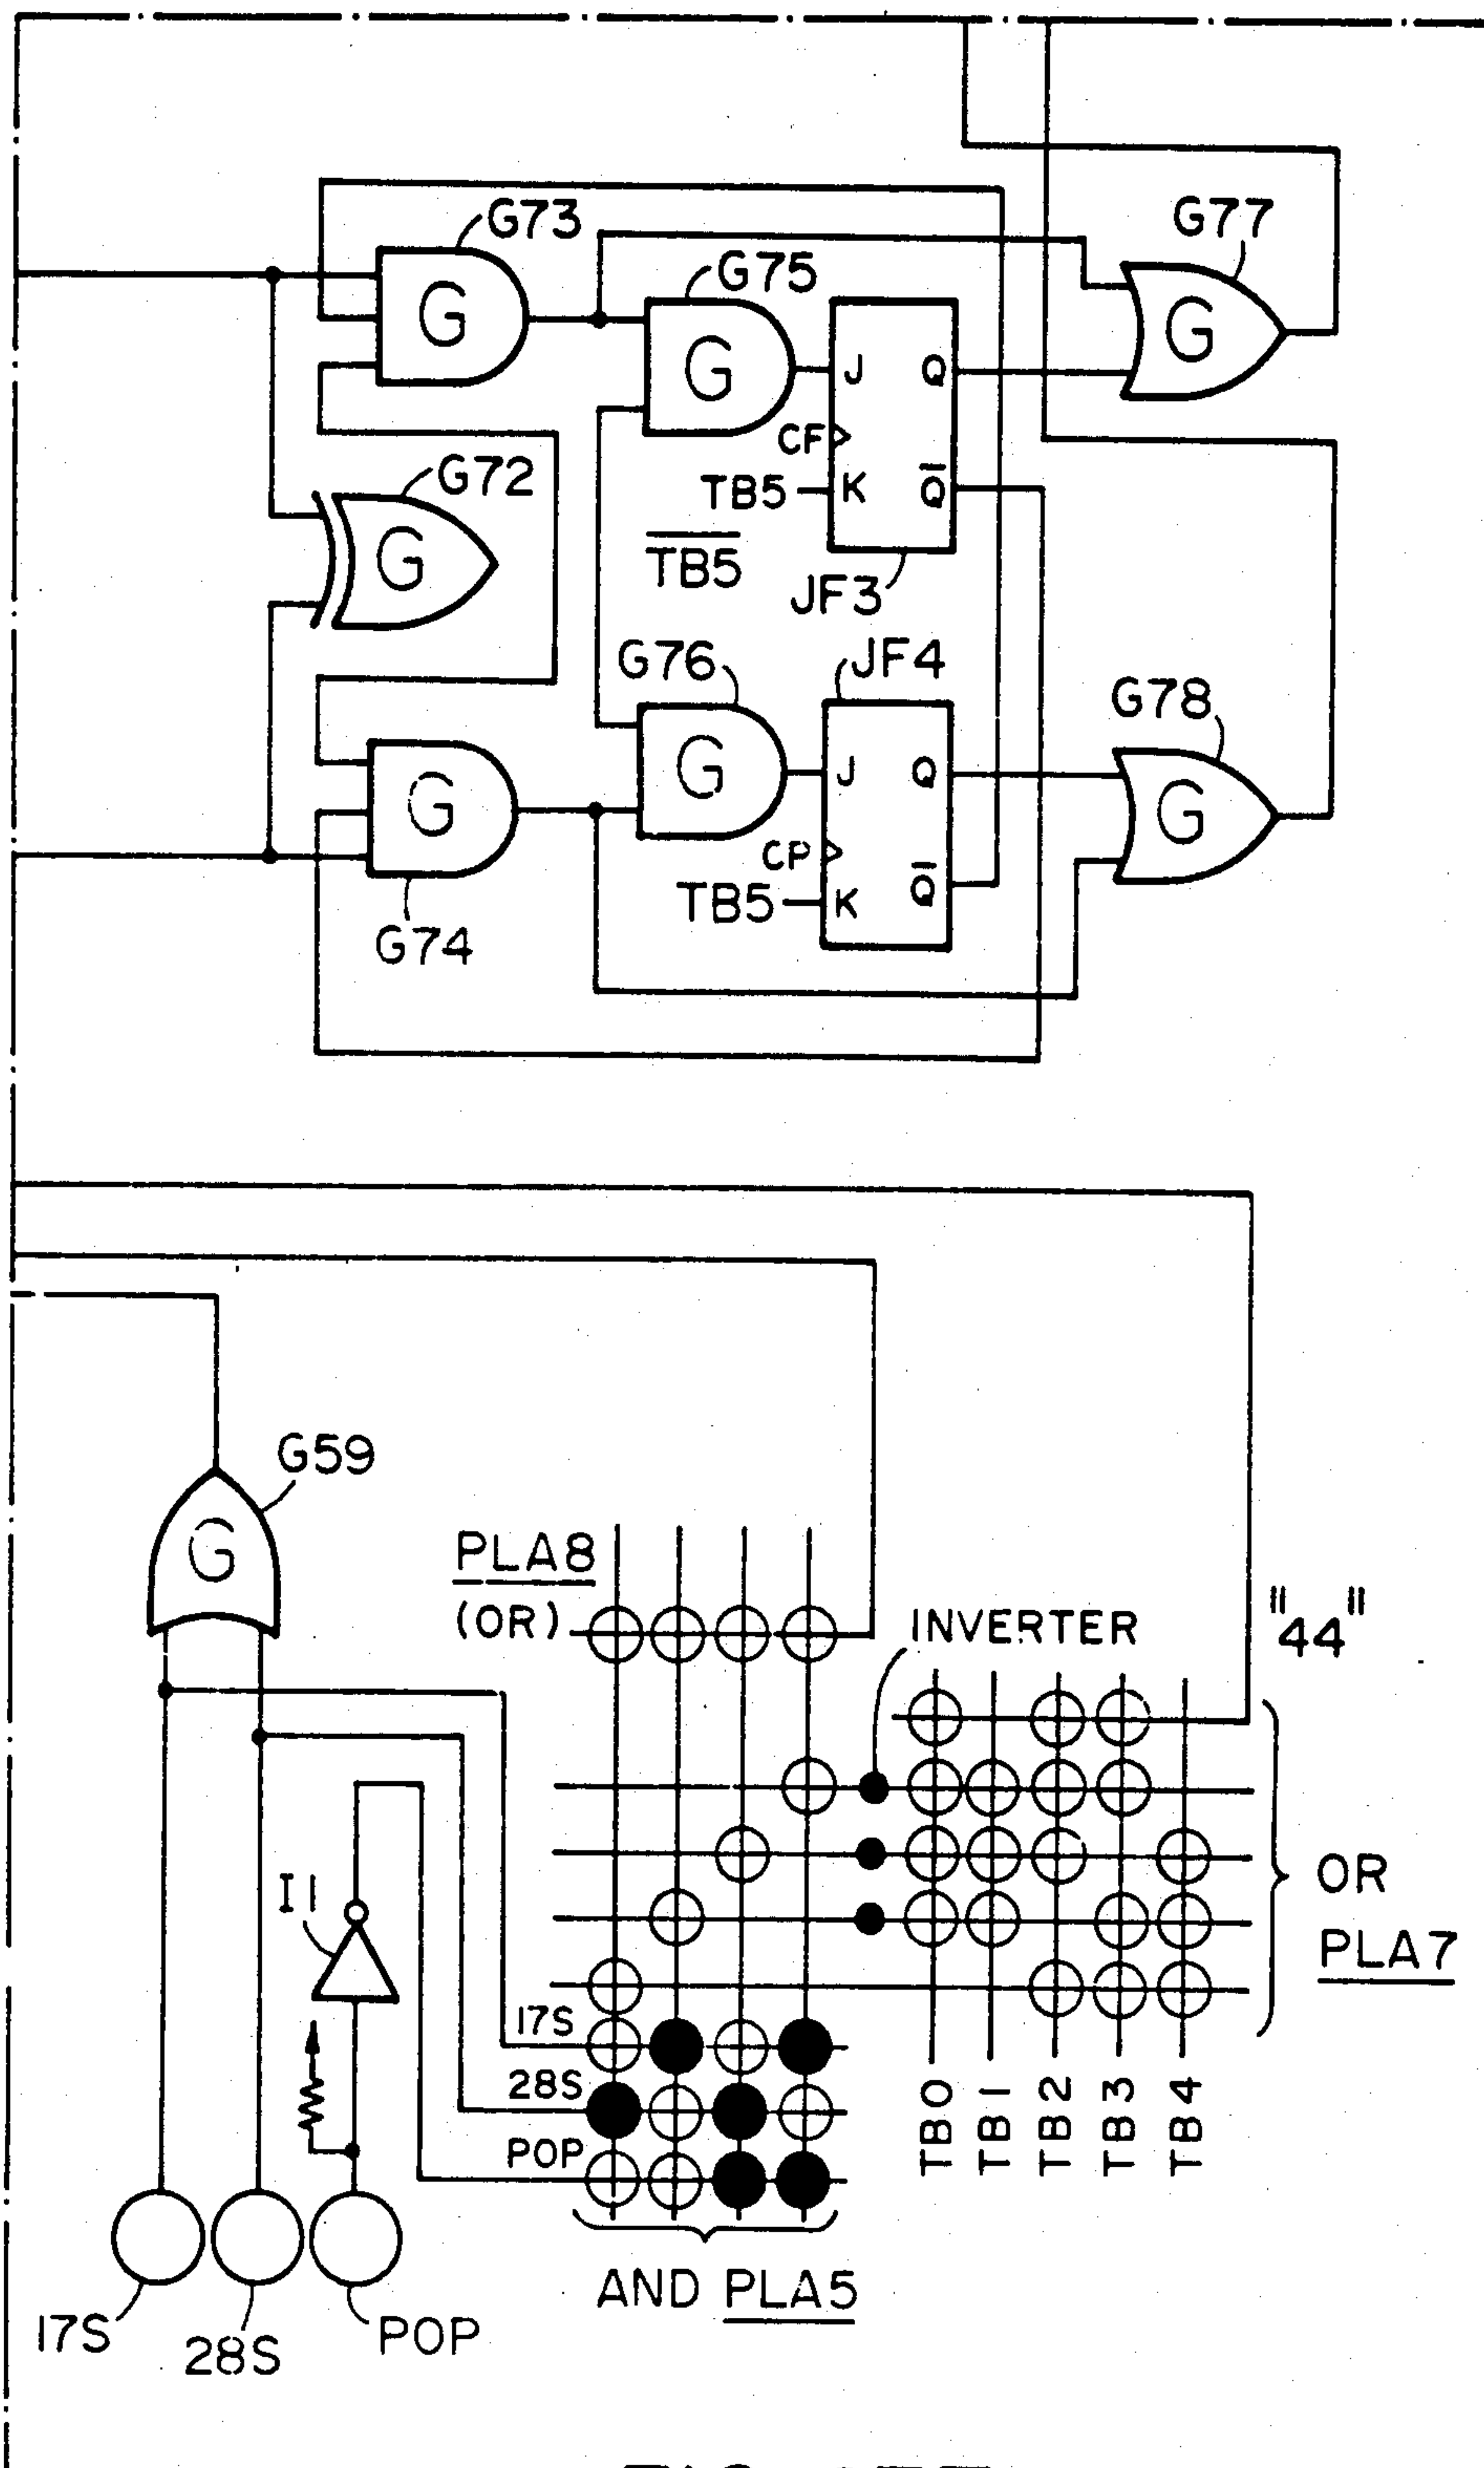 G73
G77
G75
G
G
G
J Q
CF
G72
TB5 K Q̅
G
T̅B̅5̅
JF3
G76
JF4
G78
G
J Q
G
G
CP
TB5 K Q̅
G74
G59
G
PLA8
(OR)
INVERTER
"44"
I1
OR
PLA7
17S
28S
POP
TB0 TB1 TB2 TB3 TB4
AND PLA5
17S
28S
POP